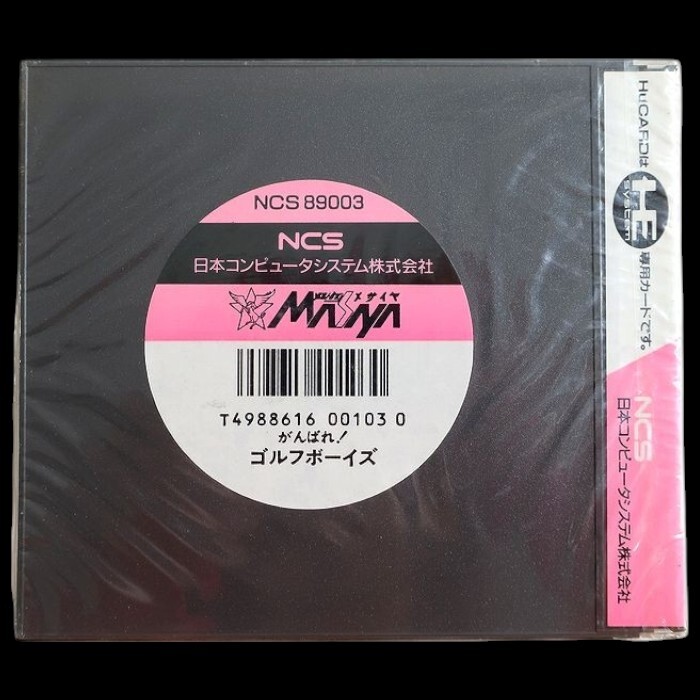 NCS 89003
NCS
日本コンピュータシステム株式会社
メサイヤ
MASAYA
T4988616 00103 0
がんばれ!
ゴルフボーイズ
HuCARDは
HE
system
専用カードです。
NCS
日本コンピュータシステム株式会社